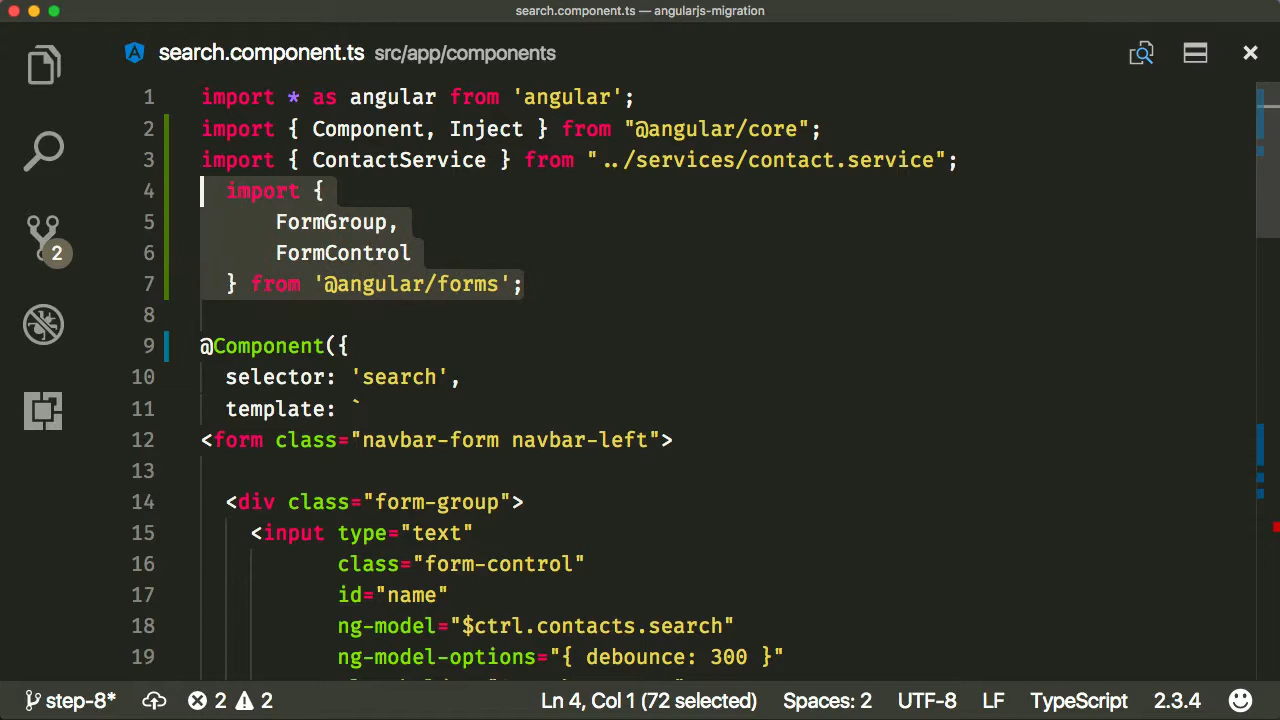 search.component.ts — angularjs-migration
search.component.ts src/app/components
1 import * as angular from 'angular';
2 import { Component, Inject } from "@angular/core";
3 import { ContactService } from "../services/contact.service";
4 import {
5 FormGroup,
6 FormControl
7 } from '@angular/forms';
8
9 @Component({
10 selector: 'search',
11 template: `
12 <form class="navbar-form navbar-left">
13
14 <div class="form-group">
15 <input type="text"
16 class="form-control"
17 id="name"
18 ng-model="$ctrl.contacts.search"
19 ng-model-options="{ debounce: 300 }"
2
step-8* 2 2 Ln 4, Col 1 (72 selected) Spaces: 2 UTF-8 LF TypeScript 2.3.4